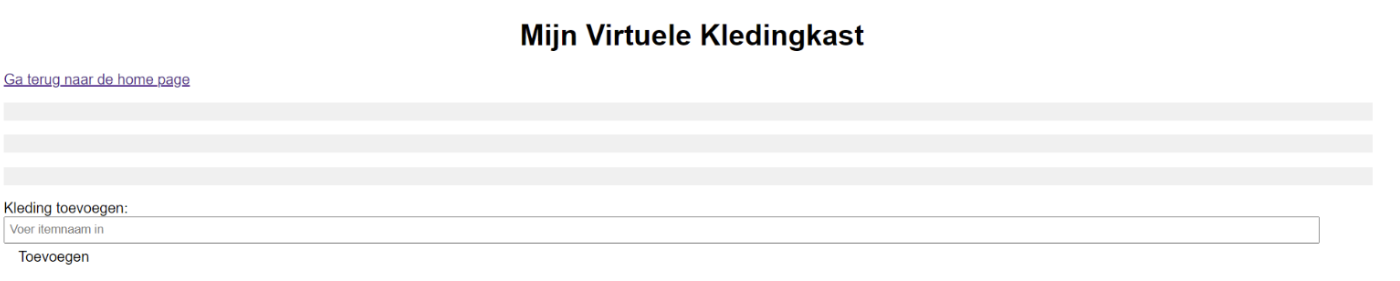 Mijn Virtuele Kledingkast
Ga terug naar de home page
Kleding toevoegen:
Voer itemnaam in
Toevoegen